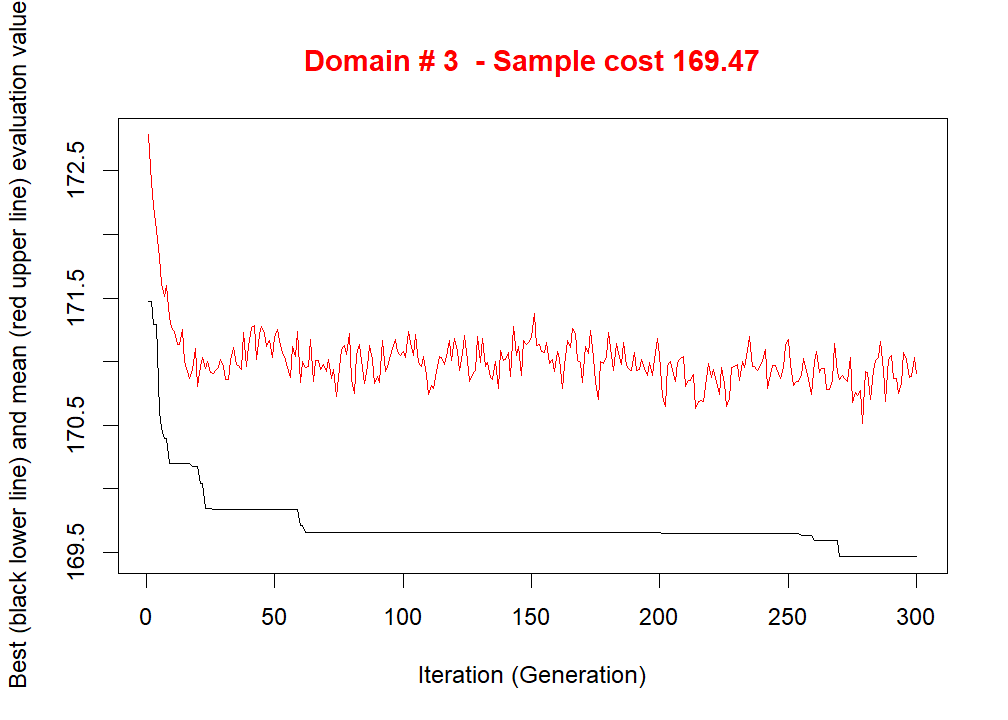 Domain # 3  - Sample cost 169.47
Best (black lower line) and mean (red upper line) evaluation value
172.5
171.5
170.5
169.5
0 50 100 150 200 250 300
Iteration (Generation)